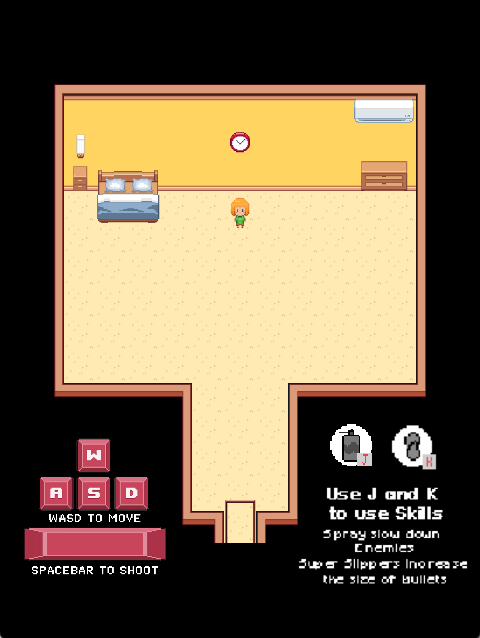 W
A S D
WASD TO MOVE
SPACEBAR TO SHOOT
J K
Use J and K
to use Skills
Spray slow down
Enemies
Super Slippers increase
the size of bullets